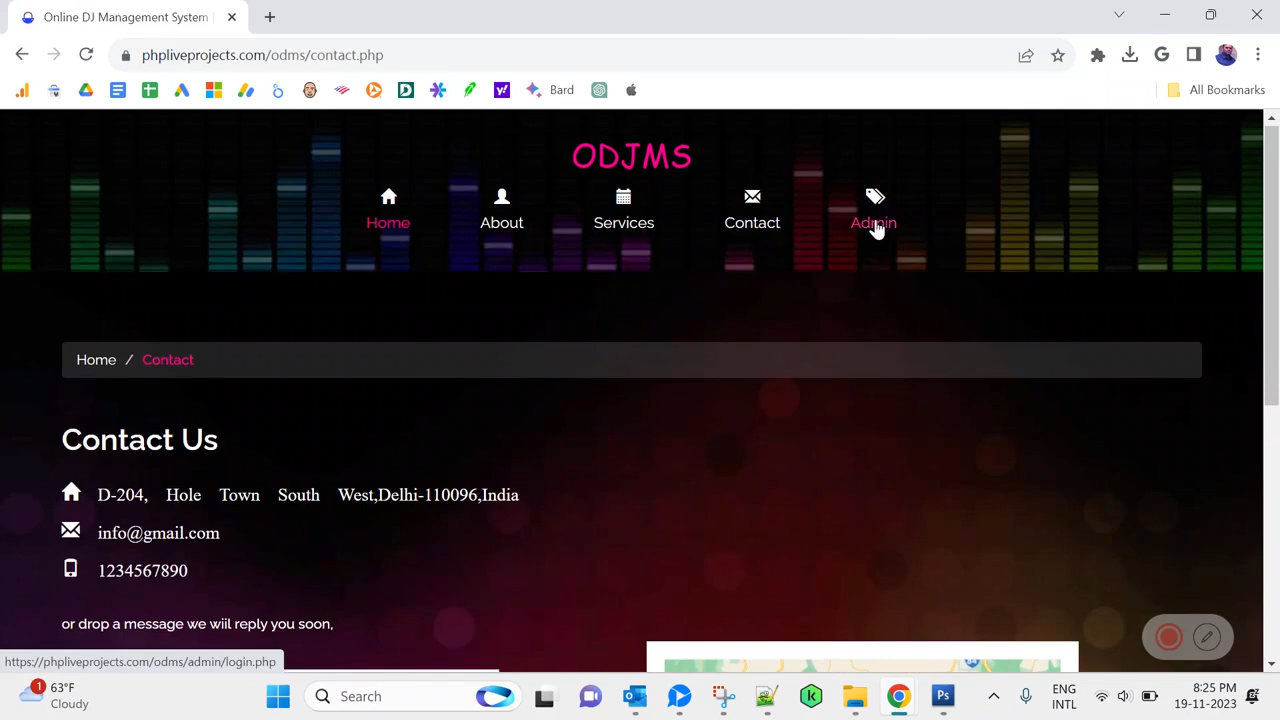 Online DJ Management System |
phpliveprojects.com/odms/contact.php
Bard
All Bookmarks
ODJMS
Home
About
Services
Contact
Admin
Home / Contact
Contact Us
D-204, Hole Town South West,Delhi-110096,India
info@gmail.com
1234567890
or drop a message we wiil reply you soon,
https://phpliveprojects.com/odms/admin/login.php
1
63°F
Cloudy
Search
Ps
ENG
INTL
8:25 PM
19-11-2023